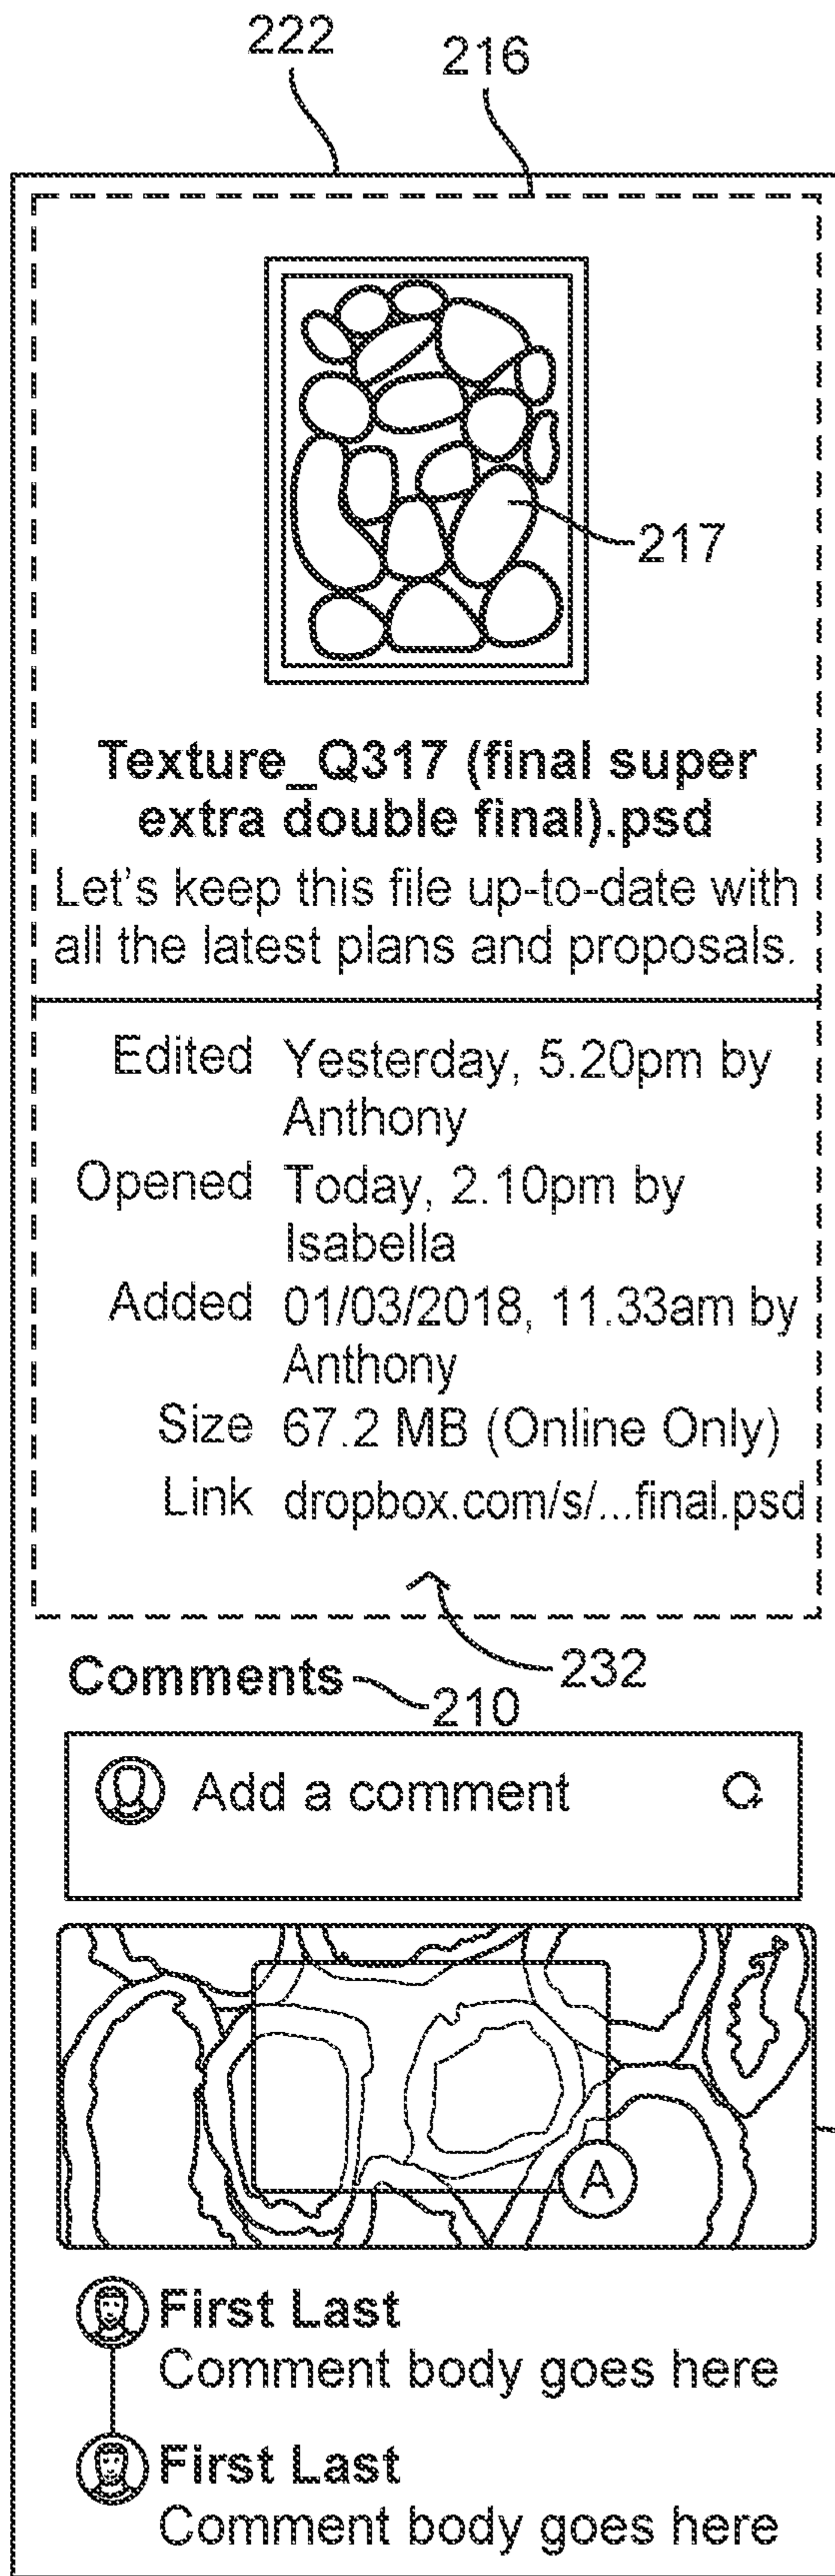 222
216
217
Texture_Q317 (final super
extra double final).psd
Let's keep this file up-to-date with
all the latest plans and proposals.
Edited Yesterday, 5.20pm by
Anthony
Opened Today, 2.10pm by
Isabella
Added 01/03/2018, 11.33am by
Anthony
Size 67.2 MB (Online Only)
Link dropbox.com/s/...final.psd
232
Comments
210
Add a comment
A
First Last
Comment body goes here
First Last
Comment body goes here